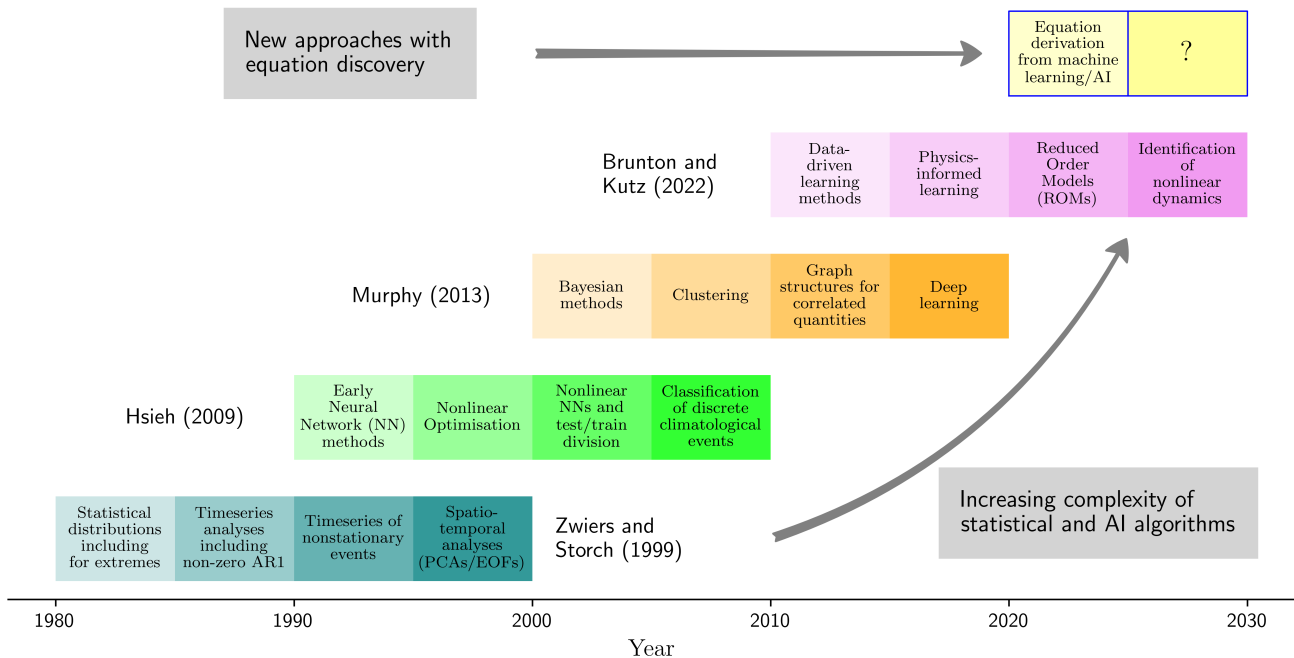 New approaches with
equation discovery
Equation
derivation
from machine
learning/AI
?
Brunton and
Kutz (2022)
Data-
driven
learning
methods
Physics-
informed
learning
Reduced
Order
Models
(ROMs)
Identification
of
nonlinear
dynamics
Murphy (2013)
Bayesian
methods
Clustering
Graph
structures for
correlated
quantities
Deep
learning
Hsieh (2009)
Early
Neural
Network (NN)
methods
Nonlinear
Optimisation
Nonlinear
NNs and
test/train
division
Classification
of discrete
climatological
events
Statistical
distributions
including
for extremes
Timeseries
analyses
including
non-zero AR1
Timeseries of
nonstationary
events
Spatio-
temporal
analyses
(PCAs/EOFs)
Zwiers and
Storch (1999)
Increasing complexity of
statistical and AI algorithms
1980 1990 2000 2010 2020 2030
Year